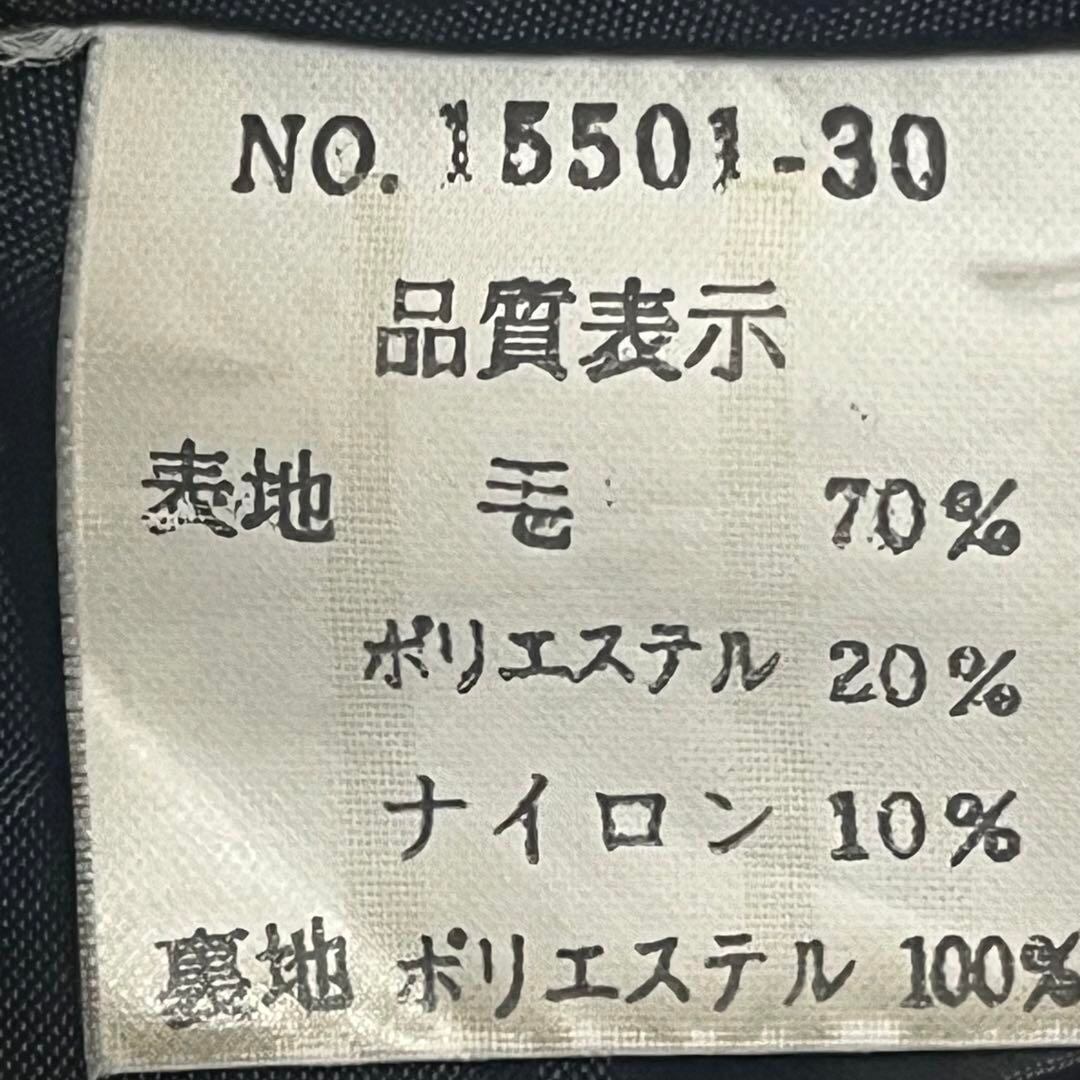 NO. 15501-30
品質表示
表地 毛 70%
ポリエステル 20%
ナイロン 10%
裏地 ポリエステル 100%